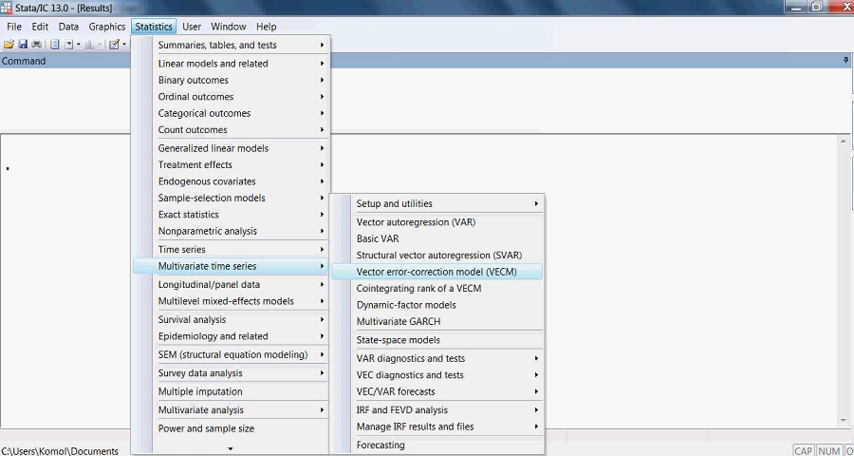 Stata/IC 13.0 - [Results]
File Edit Data Graphics Statistics User Window Help
Command
Summaries, tables, and tests
Linear models and related
Binary outcomes
Ordinal outcomes
Categorical outcomes
Count outcomes
Generalized linear models
Treatment effects
Endogenous covariates
Sample-selection models
Exact statistics
Nonparametric analysis
Time series
Multivariate time series
Longitudinal/panel data
Multilevel mixed-effects models
Survival analysis
Epidemiology and related
SEM (structural equation modeling)
Survey data analysis
Multiple imputation
Multivariate analysis
Power and sample size
Setup and utilities
Vector autoregression (VAR)
Basic VAR
Structural vector autoregression (SVAR)
Vector error-correction model (VECM)
Cointegrating rank of a VECM
Dynamic-factor models
Multivariate GARCH
State-space models
VAR diagnostics and tests
VEC diagnostics and tests
VEC/VAR forecasts
IRF and FEVD analysis
Manage IRF results and files
Forecasting
C:\Users\Komol\Documents
CAP NUM